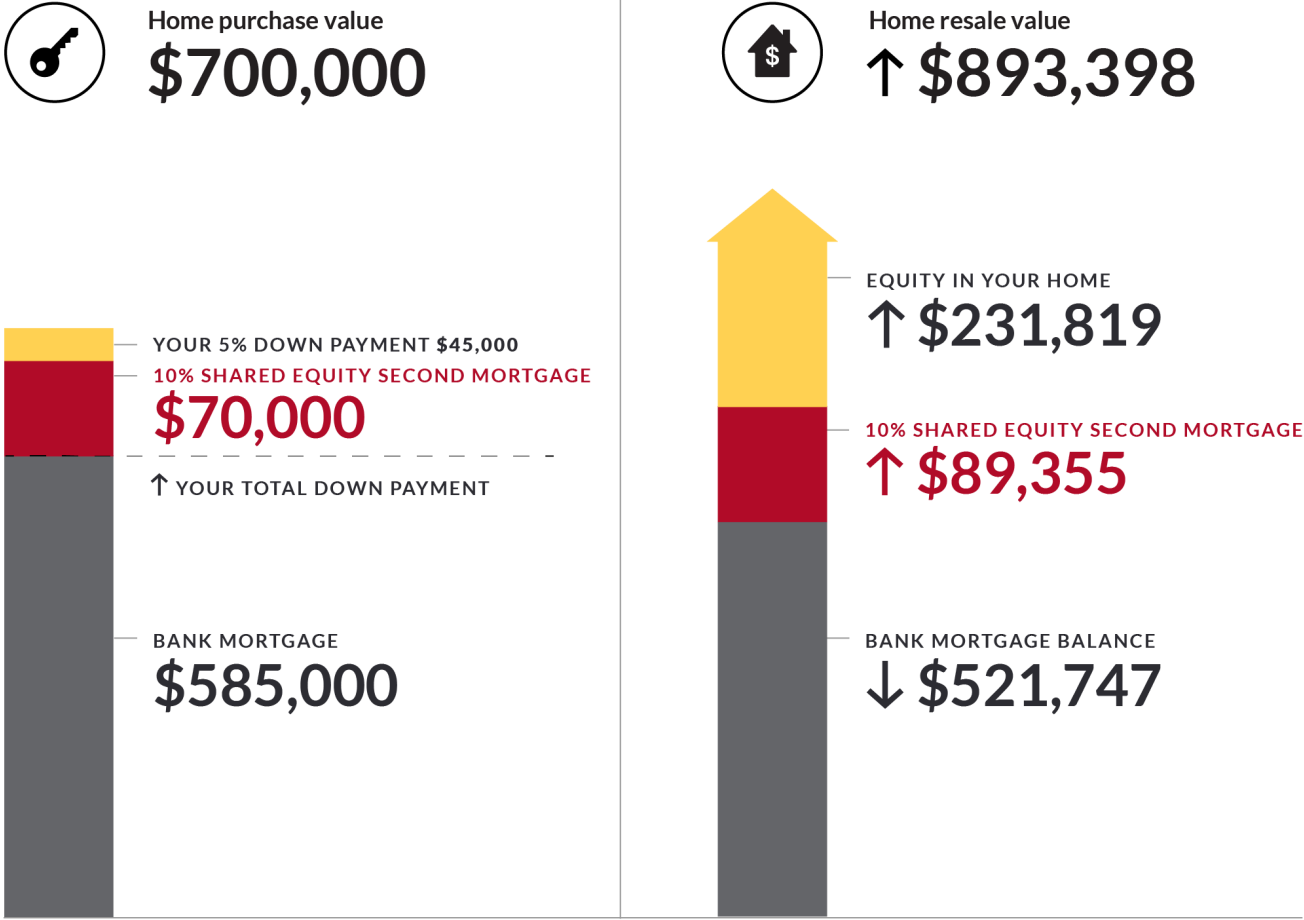 Home purchase value
$700,000
YOUR 5% DOWN PAYMENT $45,000
10% SHARED EQUITY SECOND MORTGAGE
$70,000
↑ YOUR TOTAL DOWN PAYMENT
BANK MORTGAGE
$585,000
Home resale value
↑ $893,398
$
EQUITY IN YOUR HOME
↑ $231,819
10% SHARED EQUITY SECOND MORTGAGE
↑ $89,355
BANK MORTGAGE BALANCE
↓ $521,747